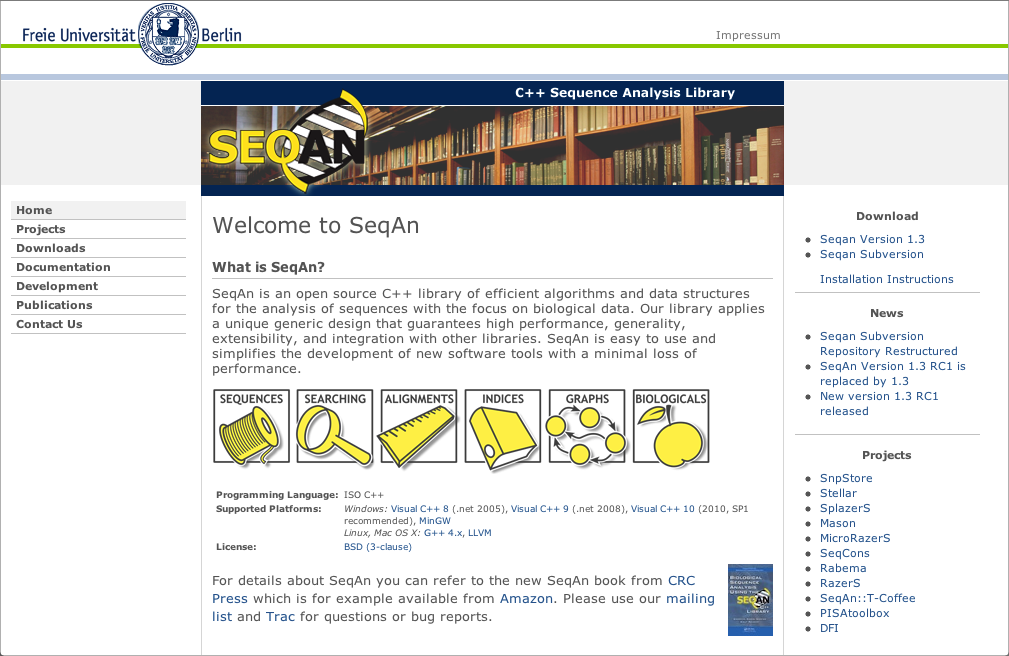 Freie Universität Berlin
Impressum
C++ Sequence Analysis Library
SEQAN
Home
Projects
Downloads
Documentation
Development
Publications
Contact Us
Welcome to SeqAn
What is SeqAn?
SeqAn is an open source C++ library of efficient algorithms and data structures
for the analysis of sequences with the focus on biological data. Our library applies
a unique generic design that guarantees high performance, generality,
extensibility, and integration with other libraries. SeqAn is easy to use and
simplifies the development of new software tools with a minimal loss of
performance.
SEQUENCES SEARCHING ALIGNMENTS INDICES GRAPHS BIOLOGICALS
Programming Language: ISO C++
Supported Platforms: Windows: Visual C++ 8 (.net 2005), Visual C++ 9 (.net 2008), Visual C++ 10 (2010, SP1
recommended), MinGW
Linux, Mac OS X: G++ 4.x, LLVM
License: BSD (3-clause)
For details about SeqAn you can refer to the new SeqAn book from CRC
Press which is for example available from Amazon. Please use our mailing
list and Trac for questions or bug reports.
BIOLOGICAL
SEQUENCE
ANALYSIS
USING THE
SEQAN
C++
LIBRARY
Download
Seqan Version 1.3
Seqan Subversion
Installation Instructions
News
Seqan Subversion
Repository Restructured
SeqAn Version 1.3 RC1 is
replaced by 1.3
New version 1.3 RC1
released
Projects
SnpStore
Stellar
SplazerS
Mason
MicroRazerS
SeqCons
Rabema
RazerS
SeqAn::T-Coffee
PISAtoolbox
DFI